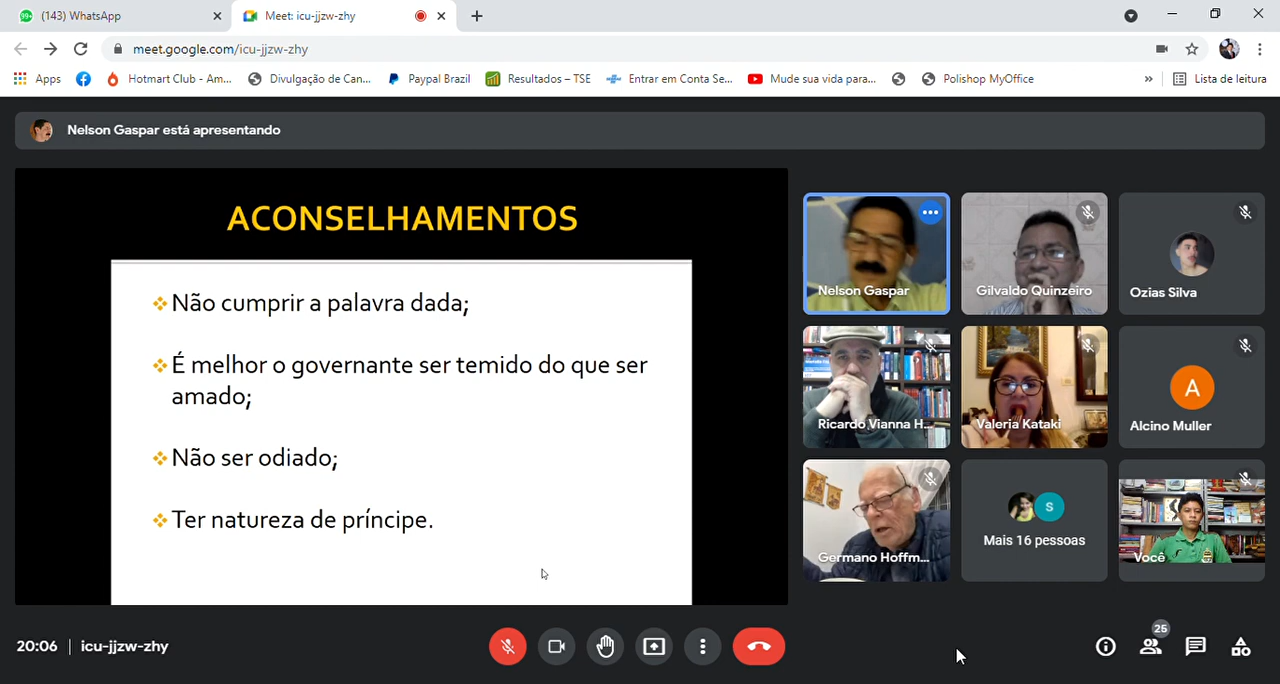 99+
(143) WhatsApp
Meet: icu-jjzw-zhy
meet.google.com/icu-jjzw-zhy
Apps
Hotmart Club - Am...
Divulgação de Can...
Paypal Brazil
Resultados – TSE
Entrar em Conta Se...
Mude sua vida para...
Polishop MyOffice
»
Lista de leitura
Nelson Gaspar está apresentando
ACONSELHAMENTOS
Não cumprir a palavra dada;
É melhor o governante ser temido do que ser
amado;
Não ser odiado;
Ter natureza de príncipe.
Nelson Gaspar
Gilvaldo Quinzeiro
Ozias Silva
Ricardo Vianna H...
Valeria Kataki
A
Alcino Muller
Germano Hoffm...
S
Mais 16 pessoas
Você
20:06 | icu-jjzw-zhy
25